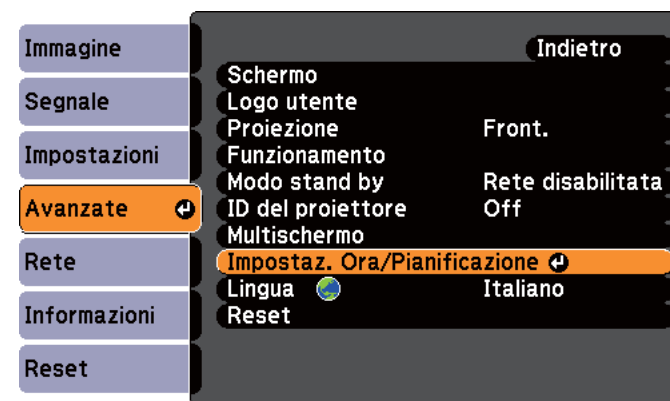 Immagine
Segnale
Impostazioni
Avanzate
Rete
Informazioni
Reset
Indietro
Schermo
Logo utente
Proiezione Front.
Funzionamento
Modo stand by Rete disabilitata
ID del proiettore Off
Multischermo
Impostaz. Ora/Pianificazione
Lingua Italiano
Reset